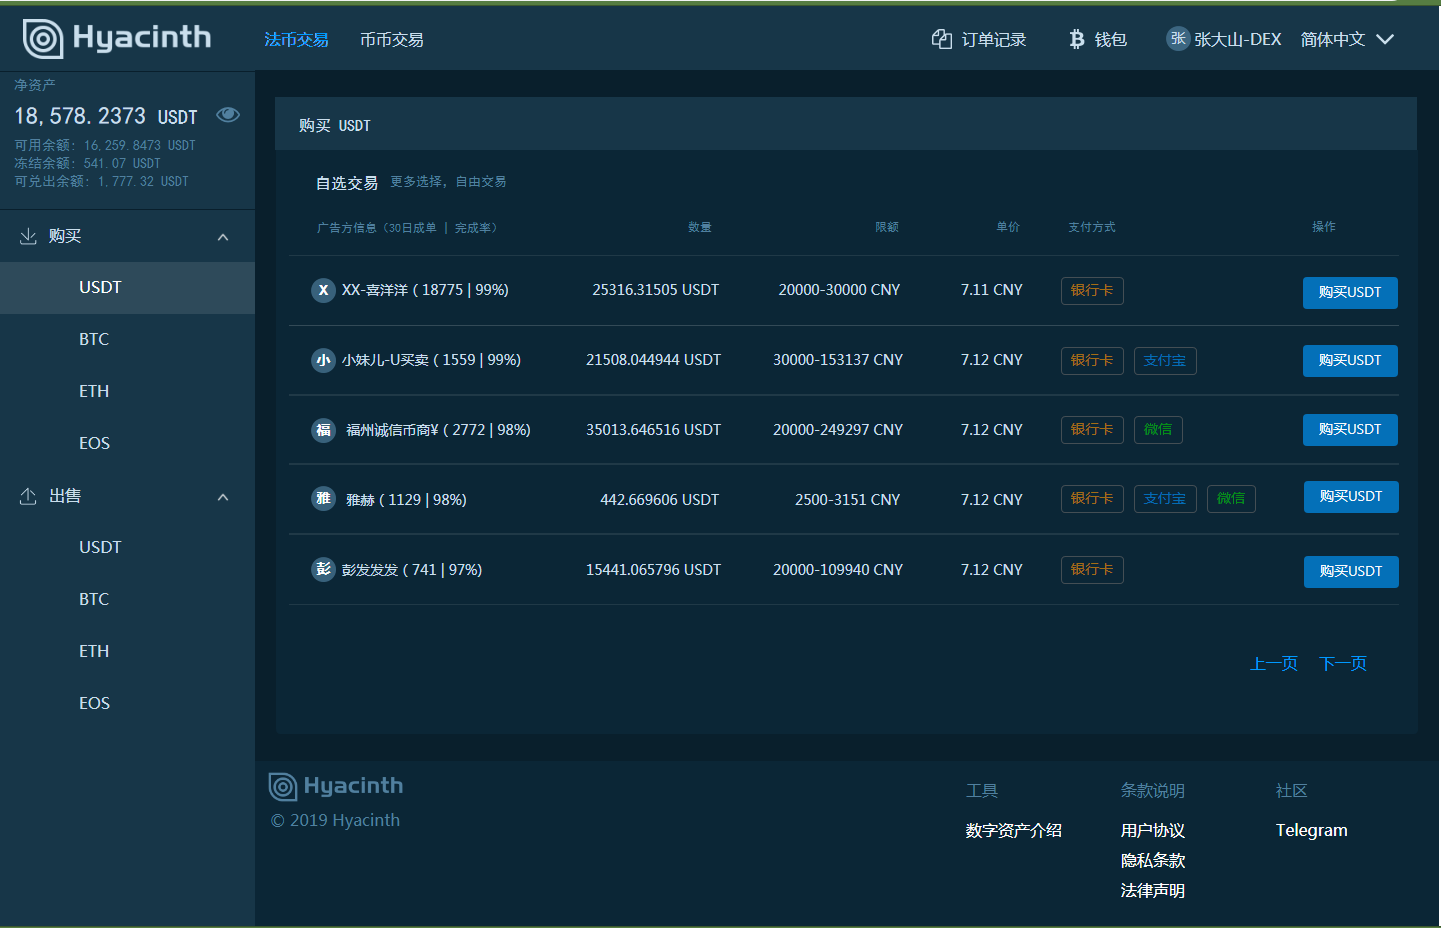 Hyacinth 法币交易 币币交易 订单记录 钱包 张 张大山-DEX 简体中文
净资产
18,578.2373 USDT
可用余额: 16,259.8473 USDT
冻结余额: 541.07 USDT
可兑出余额: 1,777.32 USDT
购买
USDT
BTC
ETH
EOS
出售
USDT
BTC
ETH
EOS
购买 USDT
自选交易 更多选择，自由交易
广告方信息（30日成单 | 完成率） 数量 限额 单价 支付方式 操作
X XX-喜洋洋 ( 18775 | 99%) 25316.31505 USDT 20000-30000 CNY 7.11 CNY 银行卡 购买USDT
小 小妹儿-U买卖 ( 1559 | 99%) 21508.044944 USDT 30000-153137 CNY 7.12 CNY 银行卡 支付宝 购买USDT
福 福州诚信币商¥ ( 2772 | 98%) 35013.646516 USDT 20000-249297 CNY 7.12 CNY 银行卡 微信 购买USDT
雅 雅赫 ( 1129 | 98%) 442.669606 USDT 2500-3151 CNY 7.12 CNY 银行卡 支付宝 微信 购买USDT
彭 彭发发发 ( 741 | 97%) 15441.065796 USDT 20000-109940 CNY 7.12 CNY 银行卡 购买USDT
上一页 下一页
Hyacinth
© 2019 Hyacinth
工具
数字资产介绍
条款说明
用户协议
隐私条款
法律声明
社区
Telegram